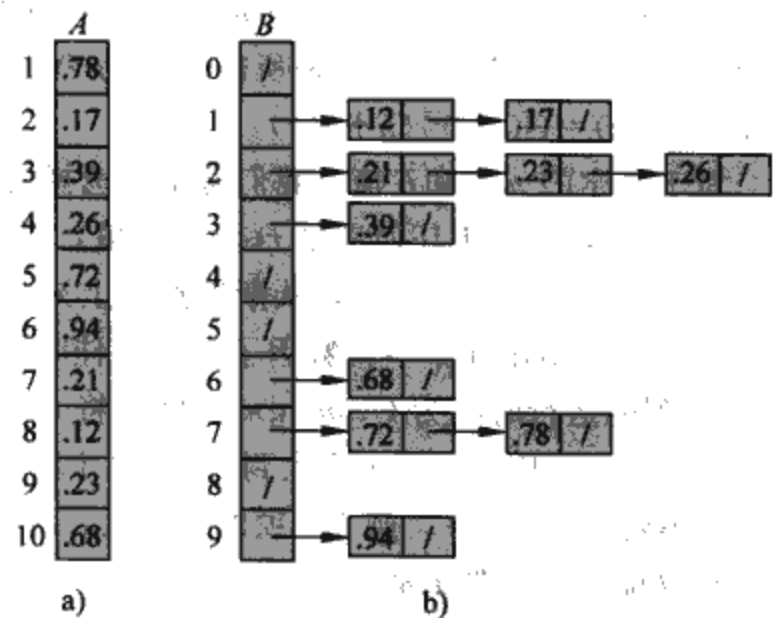 A B
1 .78 0 /
2 .17 1 .12 .17 /
3 .39 2 .21 .23 .26 /
4 .26 3 .39 /
5 .72 4 /
6 .94 5 /
7 .21 6 .68 /
8 .12 7 .72 .78 /
9 .23 8 /
10 .68 9 .94 /
a) b)